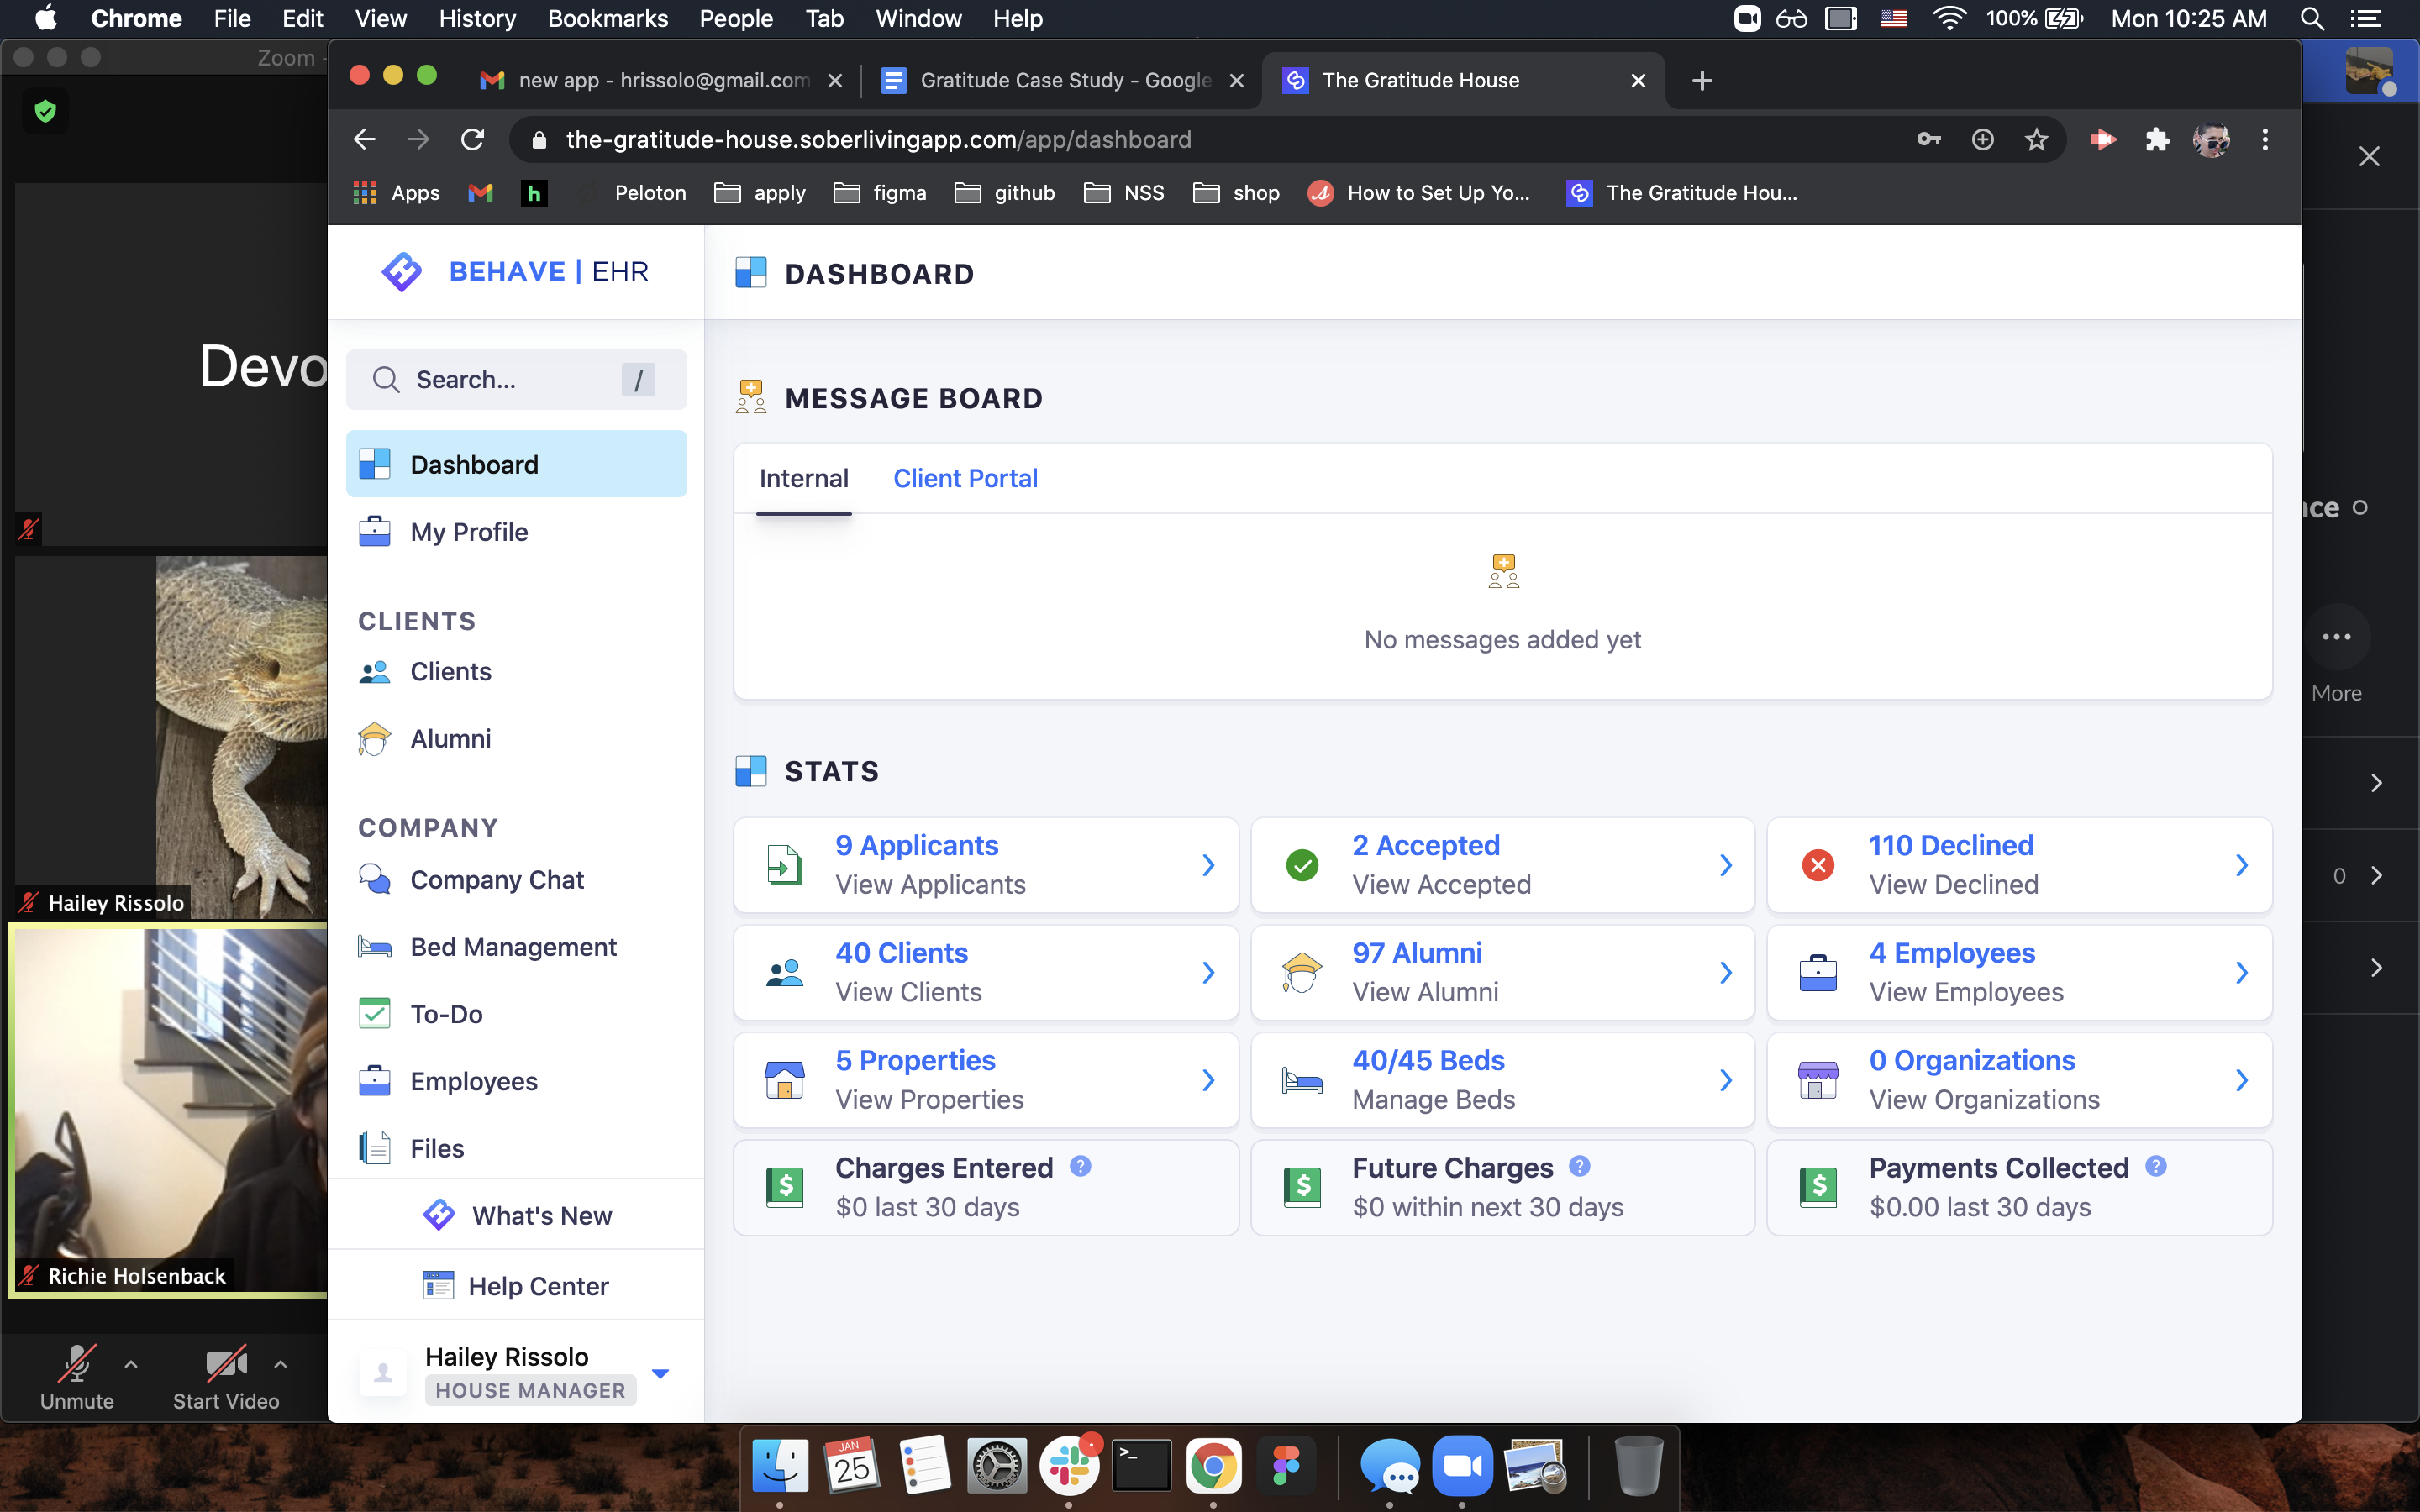 Chrome File Edit View History Bookmarks People Tab Window Help 100% Mon 10:25 AM
Zoom -
new app - hrissolo@gmail.com
Gratitude Case Study - Google
The Gratitude House
the-gratitude-house.soberlivingapp.com/app/dashboard
Apps
h
Peloton
apply
figma
github
NSS
shop
How to Set Up Yo...
The Gratitude Hou...
BEHAVE | EHR
DASHBOARD
Search... /
Dashboard
My Profile
CLIENTS
Clients
Alumni
COMPANY
Company Chat
Bed Management
To-Do
Employees
Files
What's New
Help Center
Hailey Rissolo
HOUSE MANAGER
MESSAGE BOARD
Internal
Client Portal
No messages added yet
STATS
9 Applicants
View Applicants
2 Accepted
View Accepted
110 Declined
View Declined
40 Clients
View Clients
97 Alumni
View Alumni
4 Employees
View Employees
5 Properties
View Properties
40/45 Beds
Manage Beds
0 Organizations
View Organizations
Charges Entered ?
$0 last 30 days
Future Charges ?
$0 within next 30 days
Payments Collected ?
$0.00 last 30 days
Devo
Hailey Rissolo
Richie Holsenback
Unmute
Start Video
nce
More
0
JAN
25